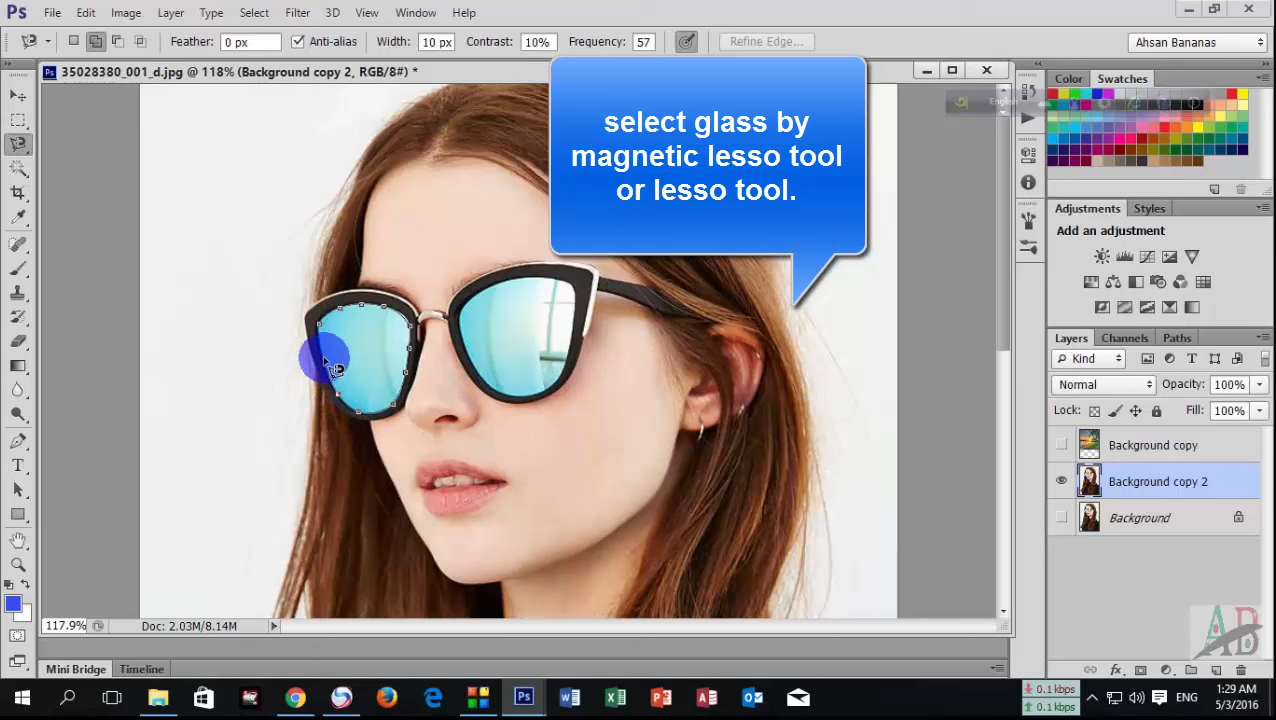 Ps File Edit Image Layer Type Select Filter 3D View Window Help
Feather: 0 px Anti-alias Width: 10 px Contrast: 10% Frequency: 57 Refine Edge... Ahsan Bananas
35028380_001_d.jpg @ 118% (Background copy 2, RGB/8#) *
select glass by
magnetic lesso tool
or lesso tool.
Color Swatches
English
Adjustments Styles
Add an adjustment
Layers Channels Paths
Kind
Normal Opacity: 100%
Lock: Fill: 100%
Background copy
Background copy 2
Background
117.9% Doc: 2.03M/8.14M
AB
Mini Bridge Timeline
0.1 kbps
0.1 kbps
ENG
1:29 AM
5/3/2016